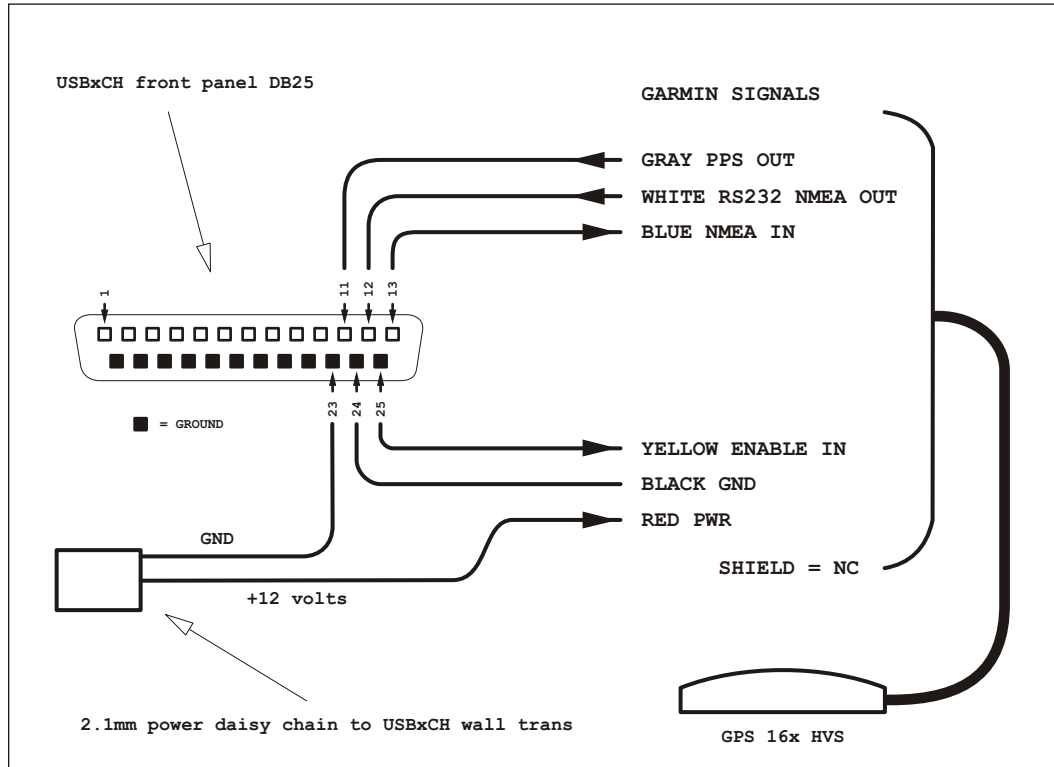 USBxCH front panel DB25
GARMIN SIGNALS
GRAY PPS OUT
WHITE RS232 NMEA OUT
BLUE NMEA IN
1
11
12
13
23
24
25
= GROUND
YELLOW ENABLE IN
BLACK GND
RED PWR
GND
SHIELD = NC
+12 volts
2.1mm power daisy chain to USBxCH wall trans
GPS 16x HVS